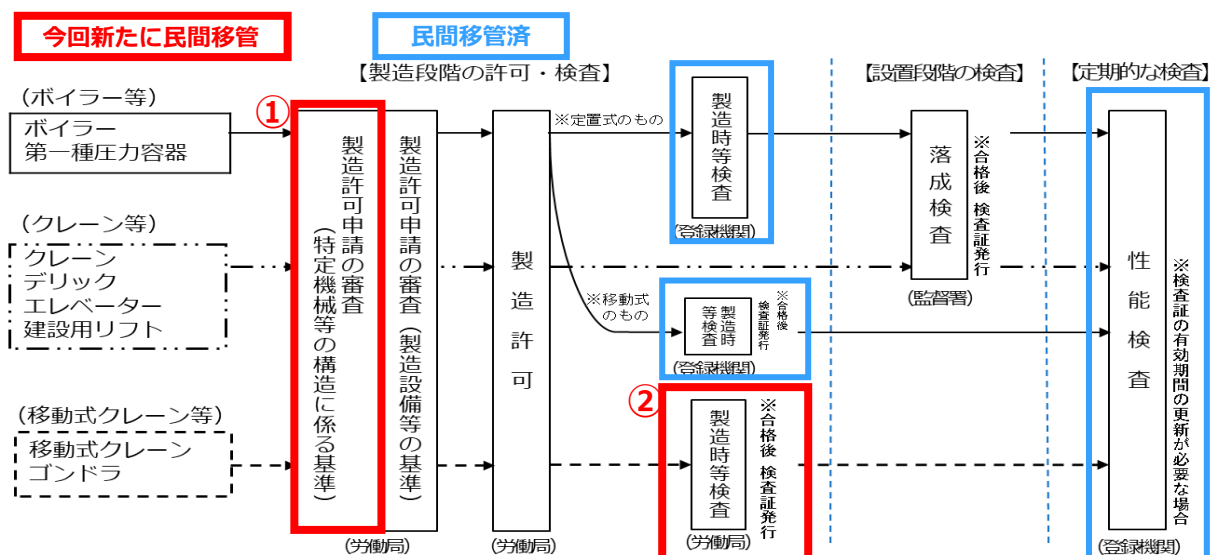 今回新たに民間移管
民間移管済
【製造段階の許可・検査】
【設置段階の検査】
【定期的な検査】
(ボイラー等)
ボイラー
第一種圧力容器
(クレーン等)
クレーン
デリック
エレベーター
建設用リフト
(移動式クレーン等)
移動式クレーン
ゴンドラ
①
製造許可申請の審査
(特定機械等の構造に係る基準)
製造許可申請の審査(製造設備等の基準)
(労働局)
製造許可
(労働局)
※定置式のもの
製造時等検査
(登録機関)
※移動式
のもの
製造時
等検査
※合格後
検査証発行
(登録機関)
②
製造時等検査
※合格後 検査証発行
(労働局)
落成検査
※合格後 検査証発行
(監督署)
性能検査
※検査証の有効期間の更新が必要な場合
(登録機関)